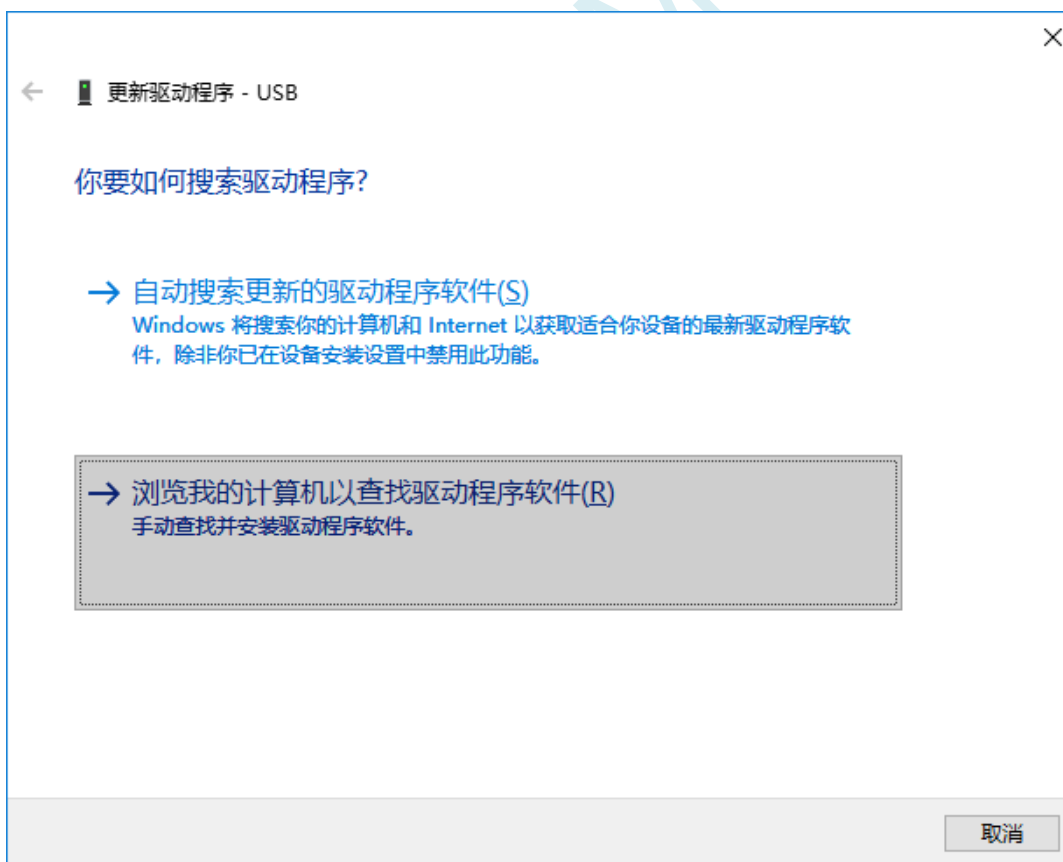 更新驱动程序 - USB
你要如何搜索驱动程序?
自动搜索更新的驱动程序软件(S)
Windows 将搜索你的计算机和 Internet 以获取适合你设备的最新驱动程序软
件，除非你已在设备安装设置中禁用此功能。
浏览我的计算机以查找驱动程序软件(R)
手动查找并安装驱动程序软件。
取消